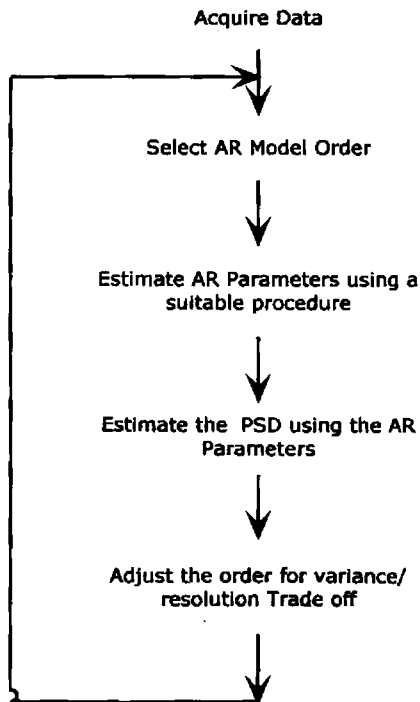 Acquire Data
Select AR Model Order
Estimate AR Parameters using a
suitable procedure
Estimate the PSD using the AR
Parameters
Adjust the order for variance/
resolution Trade off